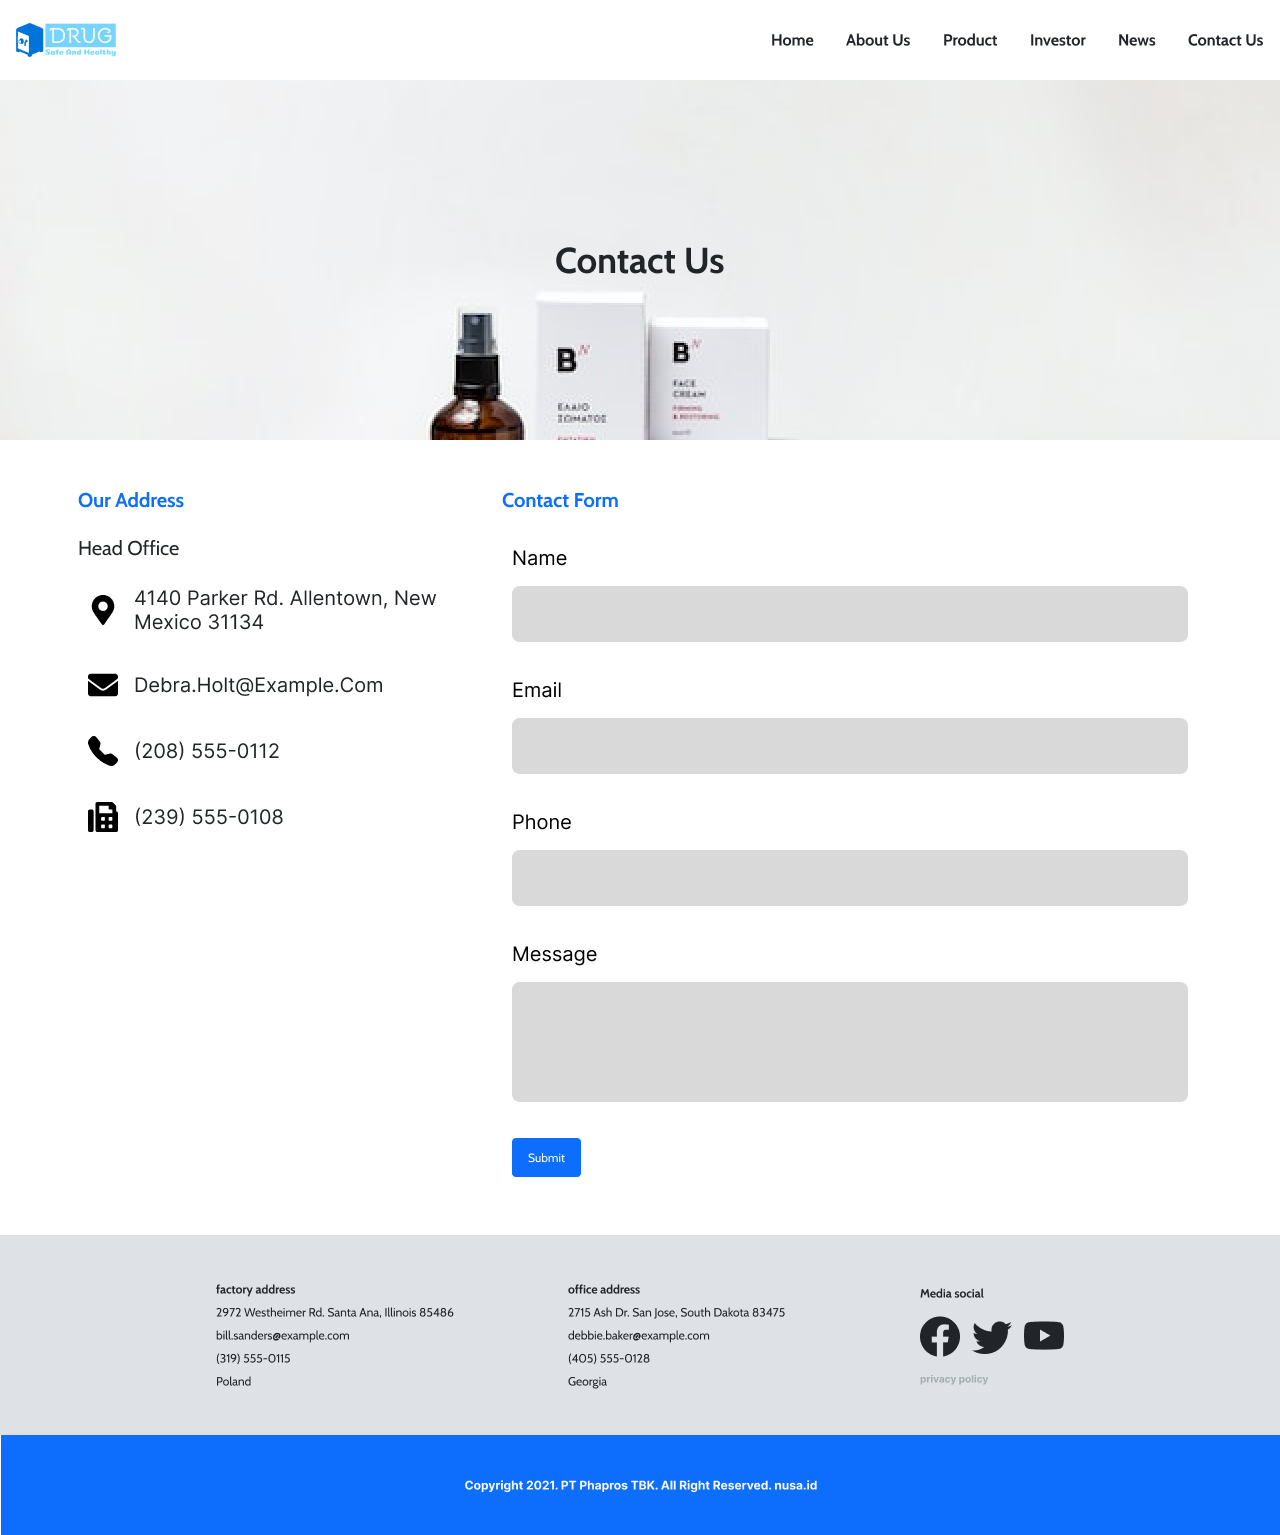 DRUG
Safe And Healthy
Home
About Us
Product
Investor
News
Contact Us
Contact Us
B N
ΕΛΑΙΟ
ΣΩΜΑΤΟΣ
B N
FACE
CREAM
FIRMING
& RESTORING
Our Address
Head Office
4140 Parker Rd. Allentown, New
Mexico 31134
Debra.Holt@Example.Com
(208) 555-0112
(239) 555-0108
Contact Form
Name
Email
Phone
Message
Submit
factory address
2972 Westheimer Rd. Santa Ana, Illinois 85486
bill.sanders@example.com
(319) 555-0115
Poland
office address
2715 Ash Dr. San Jose, South Dakota 83475
debbie.baker@example.com
(405) 555-0128
Georgia
Media social
privacy policy
Copyright 2021. PT Phapros TBK. All Right Reserved. nusa.id